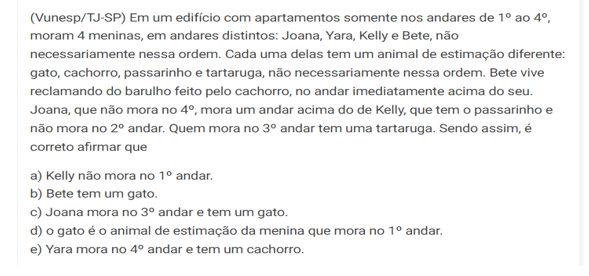 (Vunesp/TJ-SP) Em um edifício com apartamentos somente nos andares de 1º ao 4º,
moram 4 meninas, em andares distintos: Joana, Yara, Kelly e Bete, não
necessariamente nessa ordem. Cada uma delas tem um animal de estimação diferente:
gato, cachorro, passarinho e tartaruga, não necessariamente nessa ordem. Bete vive
reclamando do barulho feito pelo cachorro, no andar imediatamente acima do seu.
Joana, que não mora no 4º, mora um andar acima do de Kelly, que tem o passarinho e
não mora no 2º andar. Quem mora no 3º andar tem uma tartaruga. Sendo assim, é
correto afirmar que
a) Kelly não mora no 1º andar.
b) Bete tem um gato.
c) Joana mora no 3º andar e tem um gato.
d) o gato é o animal de estimação da menina que mora no 1º andar.
e) Yara mora no 4º andar e tem um cachorro.